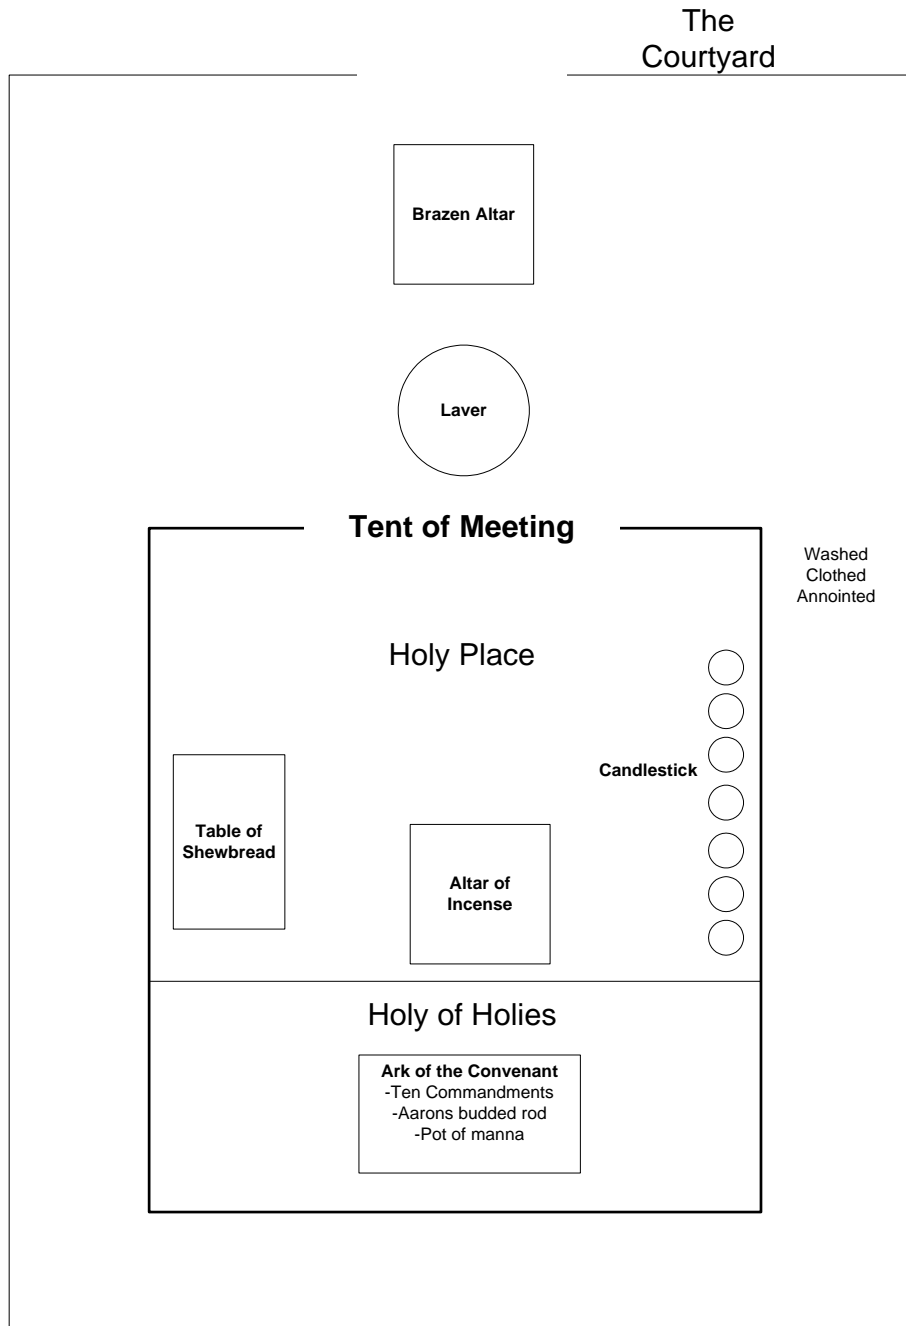 The
Courtyard
Brazen Altar
Laver
Tent of Meeting
Washed
Clothed
Annointed
Holy Place
Candlestick
Table of
Shewbread
Altar of
Incense
Holy of Holies
Ark of the Convenant
-Ten Commandments
-Aarons budded rod
-Pot of manna